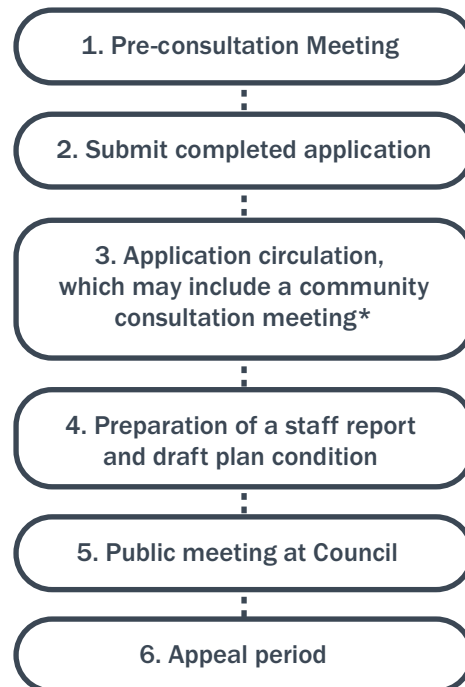 1. Pre-consultation Meeting
2. Submit completed application
3. Application circulation,
which may include a community
consultation meeting*
4. Preparation of a staff report
and draft plan condition
5. Public meeting at Council
6. Appeal period